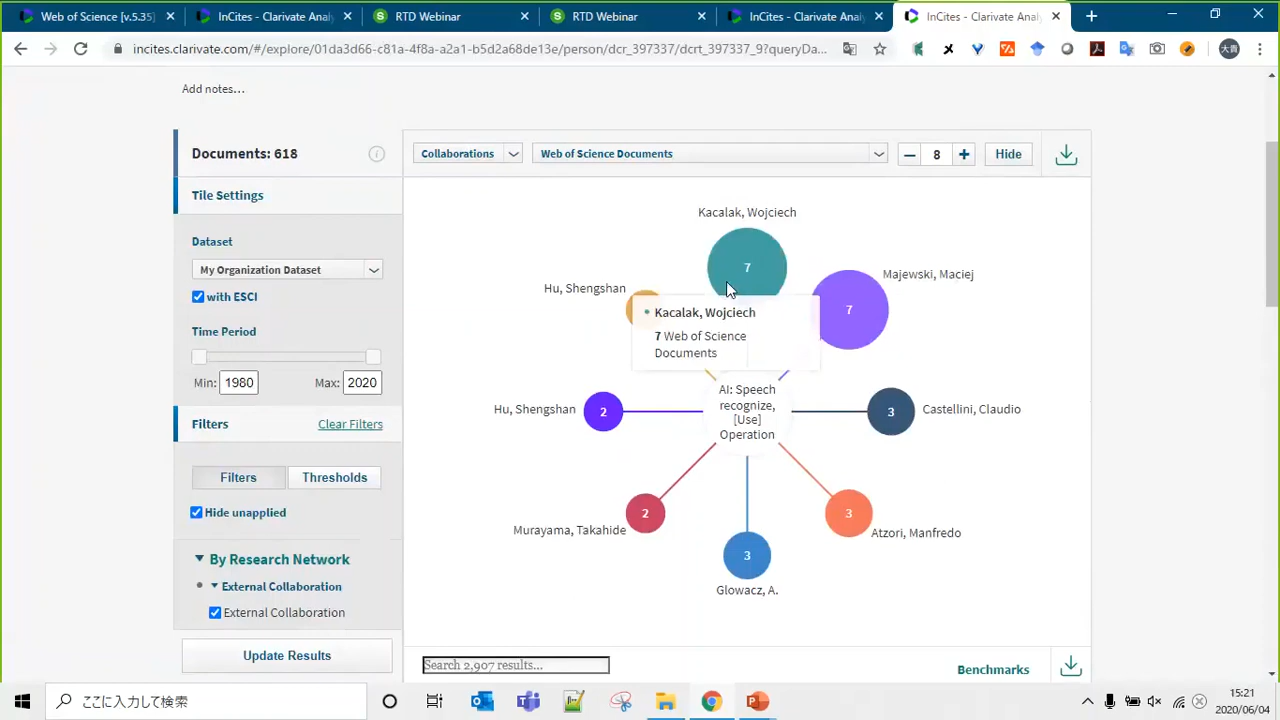 Web of Science [v.5.35]
InCites - Clarivate Analy
RTD Webinar
RTD Webinar
InCites - Clarivate Analy
InCites - Clarivate Analy
incites.clarivate.com/#/explore/01da3d66-c81a-4f8a-a2a1-b5d2a68de13e/person/dcr_397337/dcrt_397337_9?queryDa...
大貴
Add notes...
Documents: 618
Collaborations
Web of Science Documents
8
Hide
Tile Settings
Dataset
My Organization Dataset
with ESCI
Time Period
Min: 1980
Max: 2020
Filters
Clear Filters
Filters
Thresholds
Hide unapplied
By Research Network
External Collaboration
External Collaboration
Update Results
Kacalak, Wojciech
7
Majewski, Maciej
7
Hu, Shengshan
Kacalak, Wojciech
7 Web of Science
Documents
AI: Speech
recognize,
[Use]
Operation
Hu, Shengshan
2
3
Castellini, Claudio
Murayama, Takahide
2
3
Atzori, Manfredo
3
Glowacz, A.
Search 2,907 results...
Benchmarks
ここに入力して検索
15:21
2020/06/04